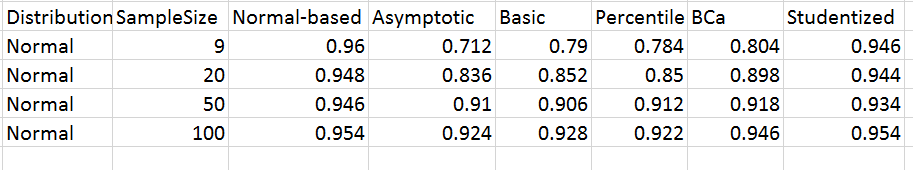 Distribution SampleSize Normal-based Asymptotic Basic Percentile BCa Studentized
Normal 9 0.96 0.712 0.79 0.784 0.804 0.946
Normal 20 0.948 0.836 0.852 0.85 0.898 0.944
Normal 50 0.946 0.91 0.906 0.912 0.918 0.934
Normal 100 0.954 0.924 0.928 0.922 0.946 0.954